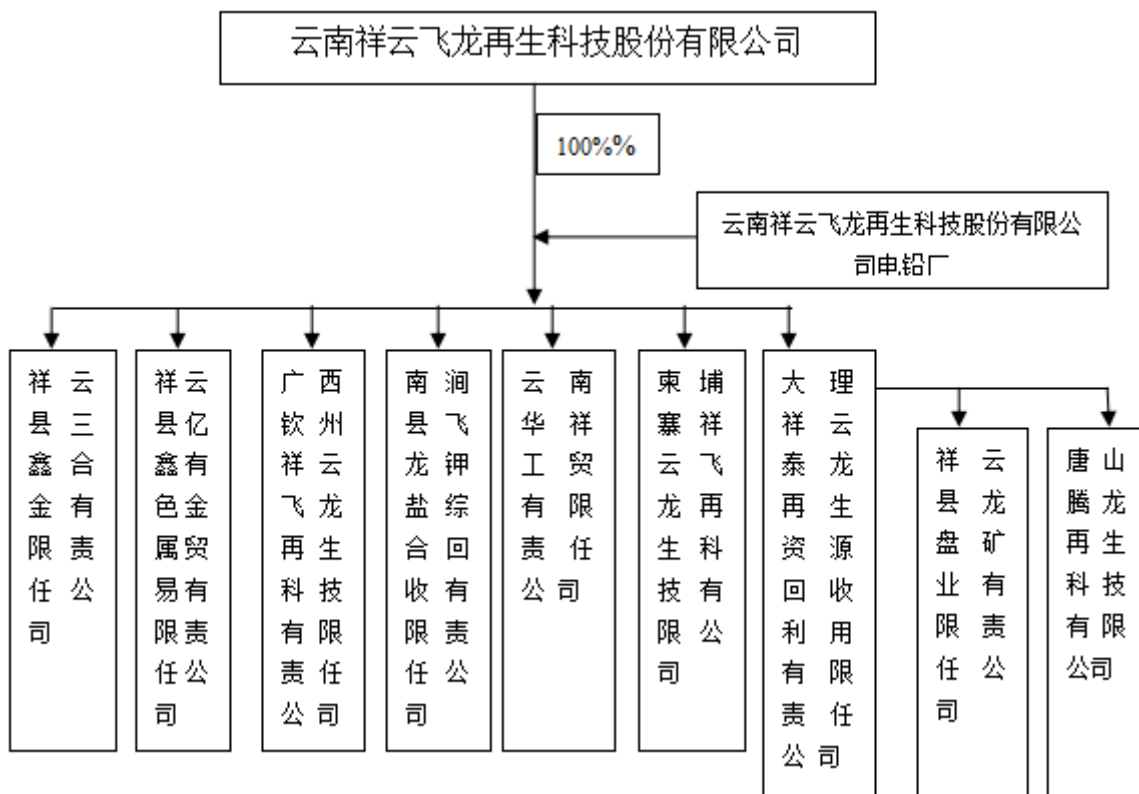 云南祥云飞龙再生科技股份有限公司
100%%
云南祥云飞龙再生科技股份有限公
司电铅厂
祥 云
县 三
鑫 合
金 有
限 责
任 公
司
祥云
县亿
鑫有
色金
属贸
易有
限责
任公
司
广 西
钦 州
祥 云
飞 龙
再 生
科 技
有 限
责 任
公 司
南 涧
县 飞
龙 钾
盐 综
合 回
收 有
限 责
任 公
司
云 南
华 祥
工 贸
有 限
责 任
公 司
柬 埔
寨 祥
云 飞
龙 再
生 科
技 有
限 公
司
大 理
祥 云
泰 龙
再 生
资 源
回 收
利 用
有 限
责 任
公 司
祥 云
县 龙
盘 矿
业 有
限 责
任 公
司
唐 山
腾 龙
再 生
科 技
有 限
公司